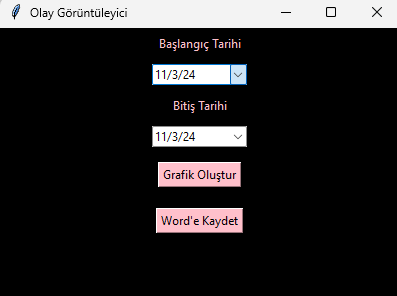 Olay Görüntüleyici
Başlangıç Tarihi
11/3/24
Bitiş Tarihi
11/3/24
Grafik Oluştur
Word'e Kaydet